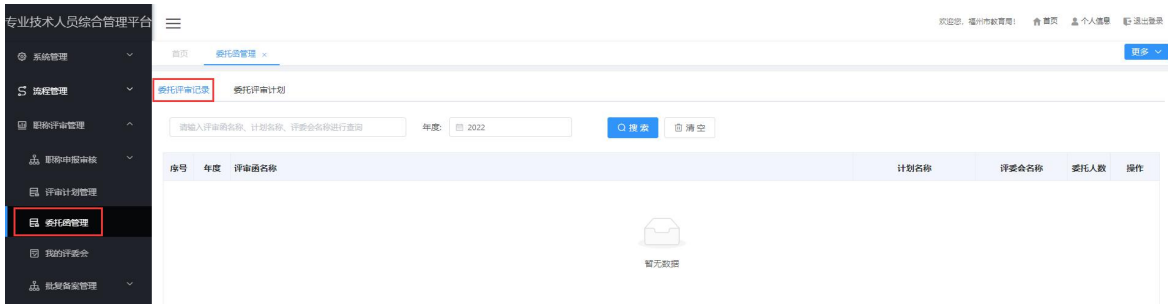 专业技术人员综合管理平台
欢迎您，福州市教育局! 首页 个人信息 退出登录
系统管理
首页 委托函管理 × 更多
流程管理
委托评审记录 委托评审计划
职称评审管理
请输入评审函名称、计划名称、评委会名称进行查询 年度: 2022 搜索 清空
职称申报审核
序号 年度 评审函名称 计划名称 评委会名称 委托人数 操作
评审计划管理
委托函管理
我的评委会
暂无数据
批复备案管理